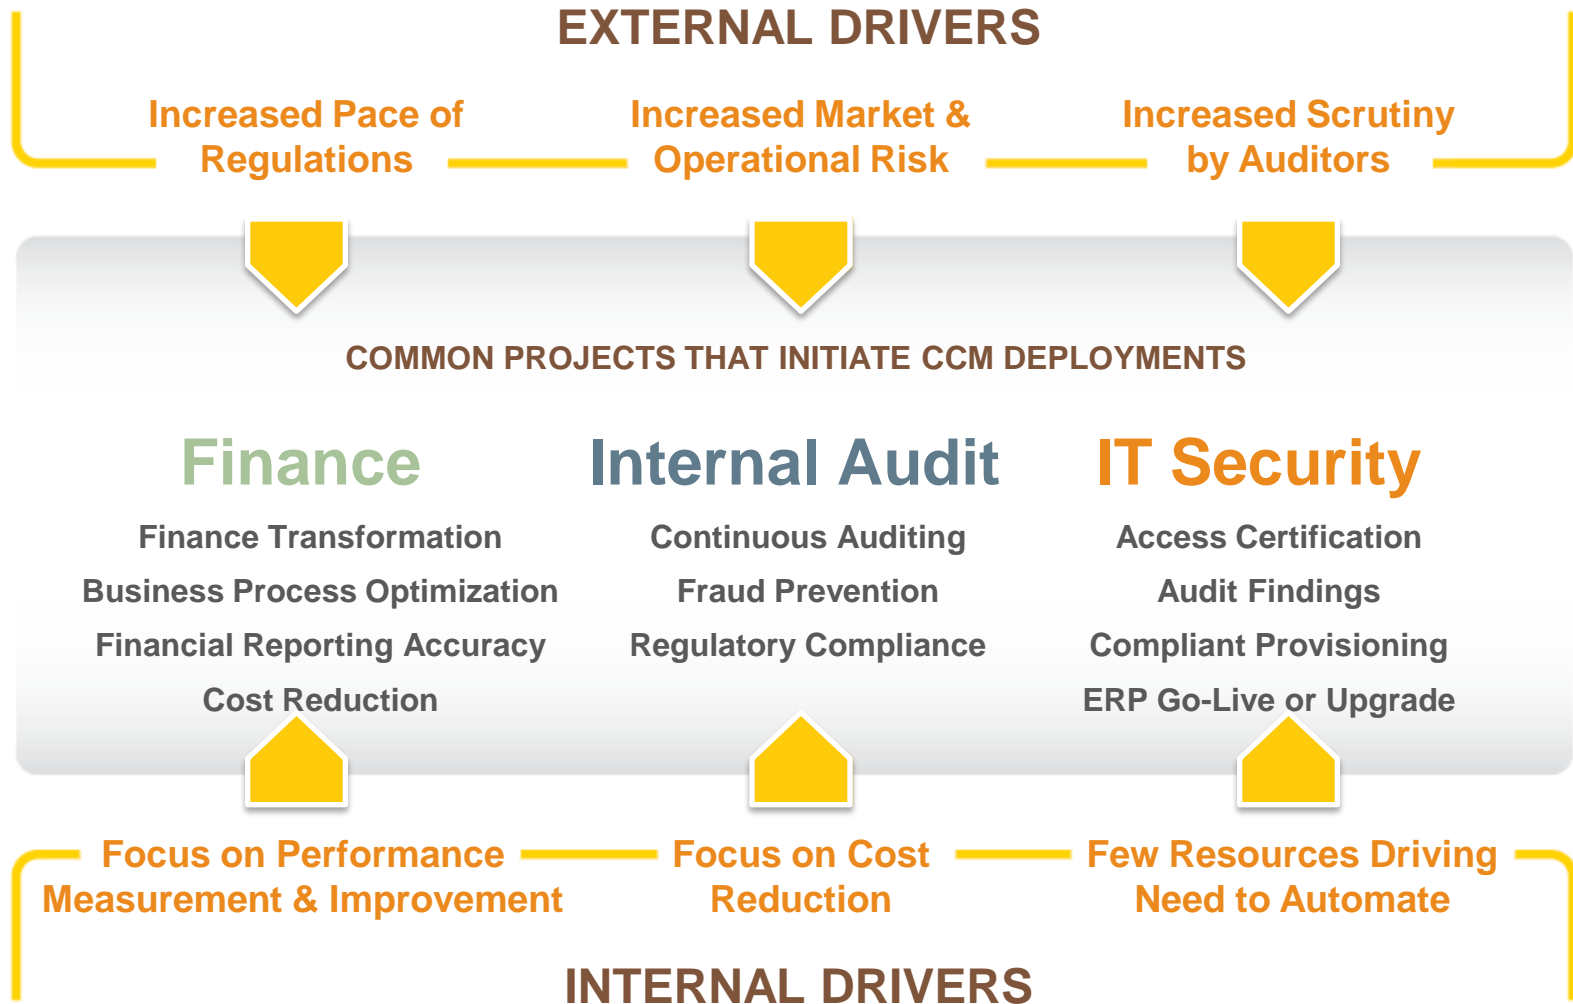 EXTERNAL DRIVERS
Increased Pace of
Regulations
Increased Market &
Operational Risk
Increased Scrutiny
by Auditors
COMMON PROJECTS THAT INITIATE CCM DEPLOYMENTS
Finance
Finance Transformation
Business Process Optimization
Financial Reporting Accuracy
Cost Reduction
Internal Audit
Continuous Auditing
Fraud Prevention
Regulatory Compliance
IT Security
Access Certification
Audit Findings
Compliant Provisioning
ERP Go-Live or Upgrade
Focus on Performance
Measurement & Improvement
Focus on Cost
Reduction
Few Resources Driving
Need to Automate
INTERNAL DRIVERS